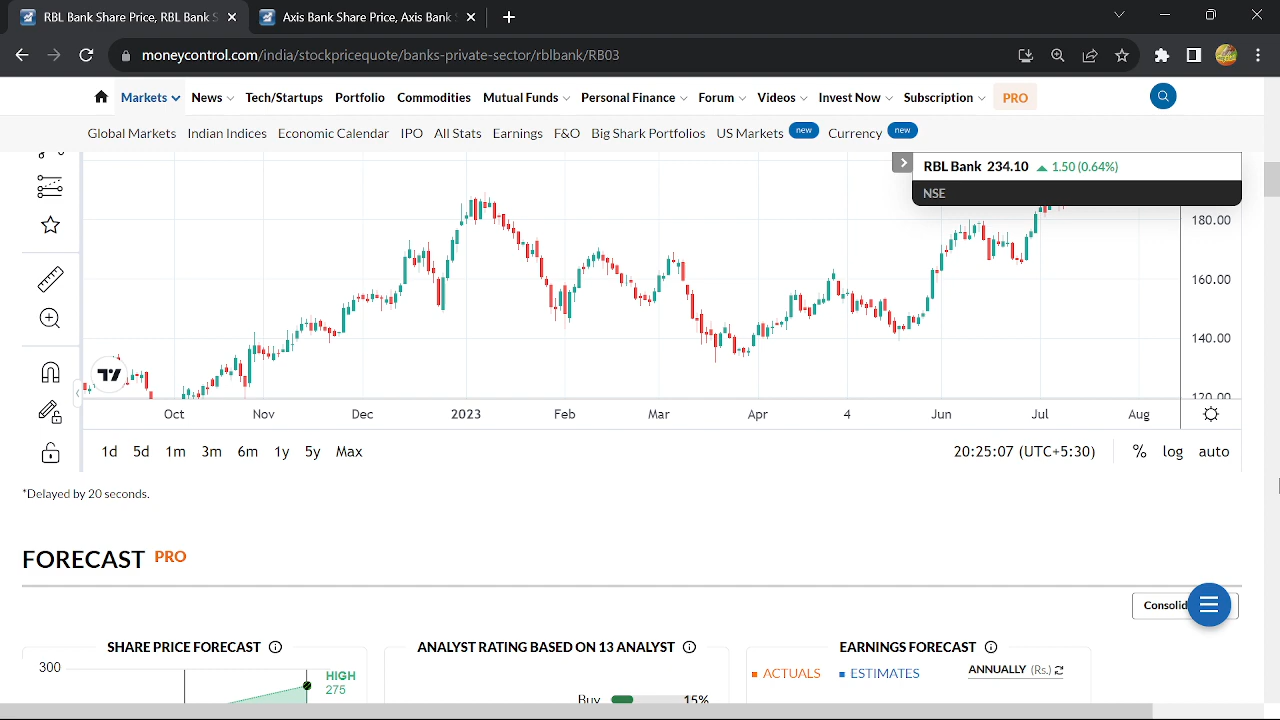 RBL Bank Share Price, RBL Bank S
Axis Bank Share Price, Axis Bank
moneycontrol.com/india/stockpricequote/banks-private-sector/rblbank/RB03
Markets News Tech/Startups Portfolio Commodities Mutual Funds Personal Finance Forum Videos Invest Now Subscription PRO
Global Markets Indian Indices Economic Calendar IPO All Stats Earnings F&O Big Shark Portfolios US Markets new Currency new
RBL Bank 234.10 1.50 (0.64%)
NSE
180.00
160.00
140.00
120.00
Oct Nov Dec 2023 Feb Mar Apr 4 Jun Jul Aug
1d 5d 1m 3m 6m 1y 5y Max 20:25:07 (UTC+5:30) % log auto
*Delayed by 20 seconds.
FORECAST PRO
Consolid
SHARE PRICE FORECAST ANALYST RATING BASED ON 13 ANALYST EARNINGS FORECAST
300 HIGH ACTUALS ESTIMATES ANNUALLY (Rs.)
275
Buy 15%